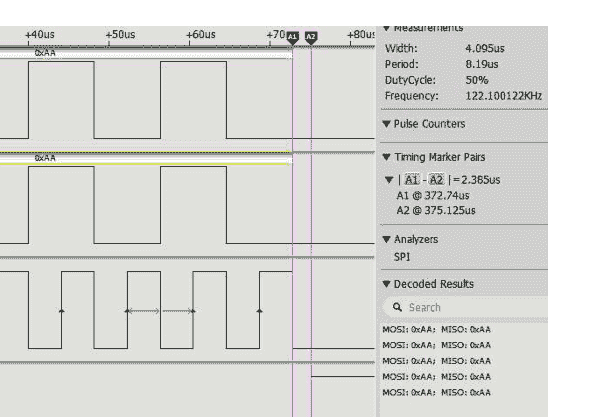 +40us +50us +60us +70 A1 A2 +80us
0xAA
0xAA
Measurements
Width: 4.095us
Period: 8.19us
DutyCycle: 50%
Frequency: 122.100122KHz
Pulse Counters
Timing Marker Pairs
| A1 - A2 | = 2.385us
A1 @ 372.74us
A2 @ 375.125us
Analyzers
SPI
Decoded Results
Search
MOSI: 0xAA; MISO: 0xAA
MOSI: 0xAA; MISO: 0xAA
MOSI: 0xAA; MISO: 0xAA
MOSI: 0xAA; MISO: 0xAA
MOSI: 0xAA; MISO: 0xAA